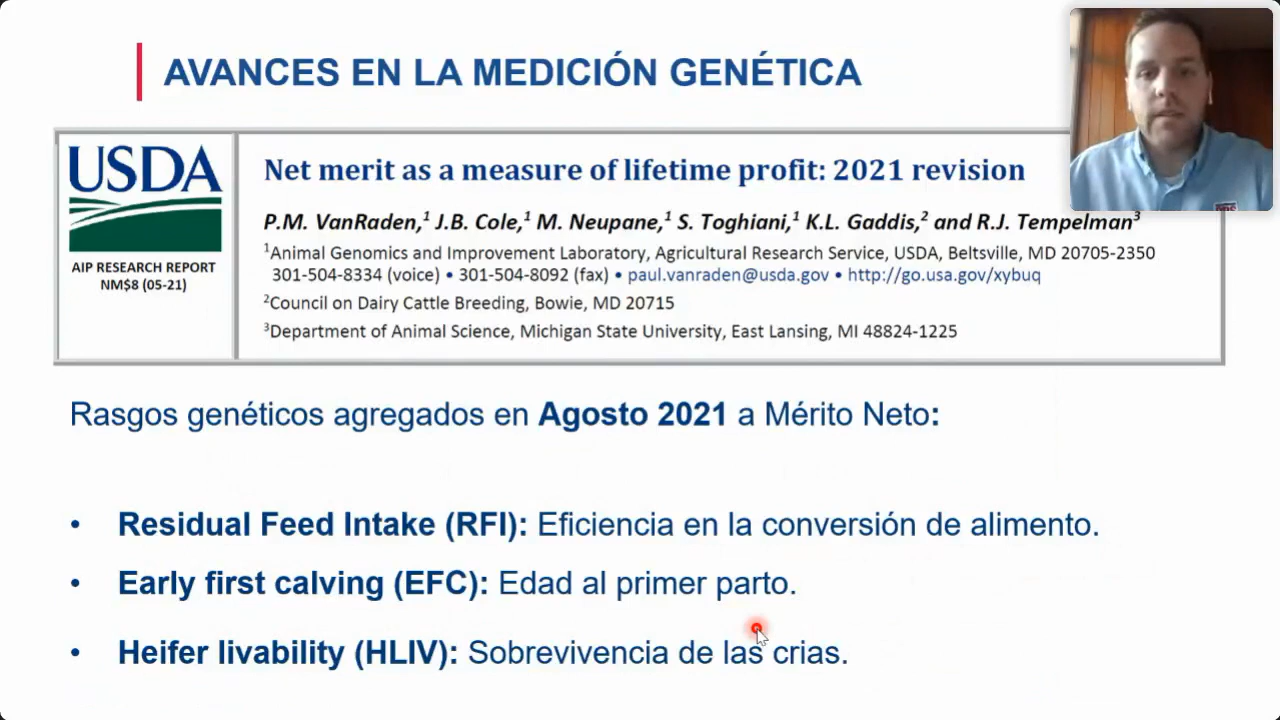 AVANCES EN LA MEDICIÓN GENÉTICA
USDA
AIP RESEARCH REPORT
NM$8 (05-21)
Net merit as a measure of lifetime profit: 2021 revision
P.M. VanRaden,¹ J.B. Cole,¹ M. Neupane,¹ S. Toghiani,¹ K.L. Gaddis,² and R.J. Tempelman³
¹Animal Genomics and Improvement Laboratory, Agricultural Research Service, USDA, Beltsville, MD 20705-2350
301-504-8334 (voice) • 301-504-8092 (fax) • paul.vanraden@usda.gov • http://go.usa.gov/xybuq
²Council on Dairy Cattle Breeding, Bowie, MD 20715
³Department of Animal Science, Michigan State University, East Lansing, MI 48824-1225
Rasgos genéticos agregados en Agosto 2021 a Mérito Neto:
• Residual Feed Intake (RFI): Eficiencia en la conversión de alimento.
• Early first calving (EFC): Edad al primer parto.
• Heifer livability (HLIV): Sobrevivencia de las crias.